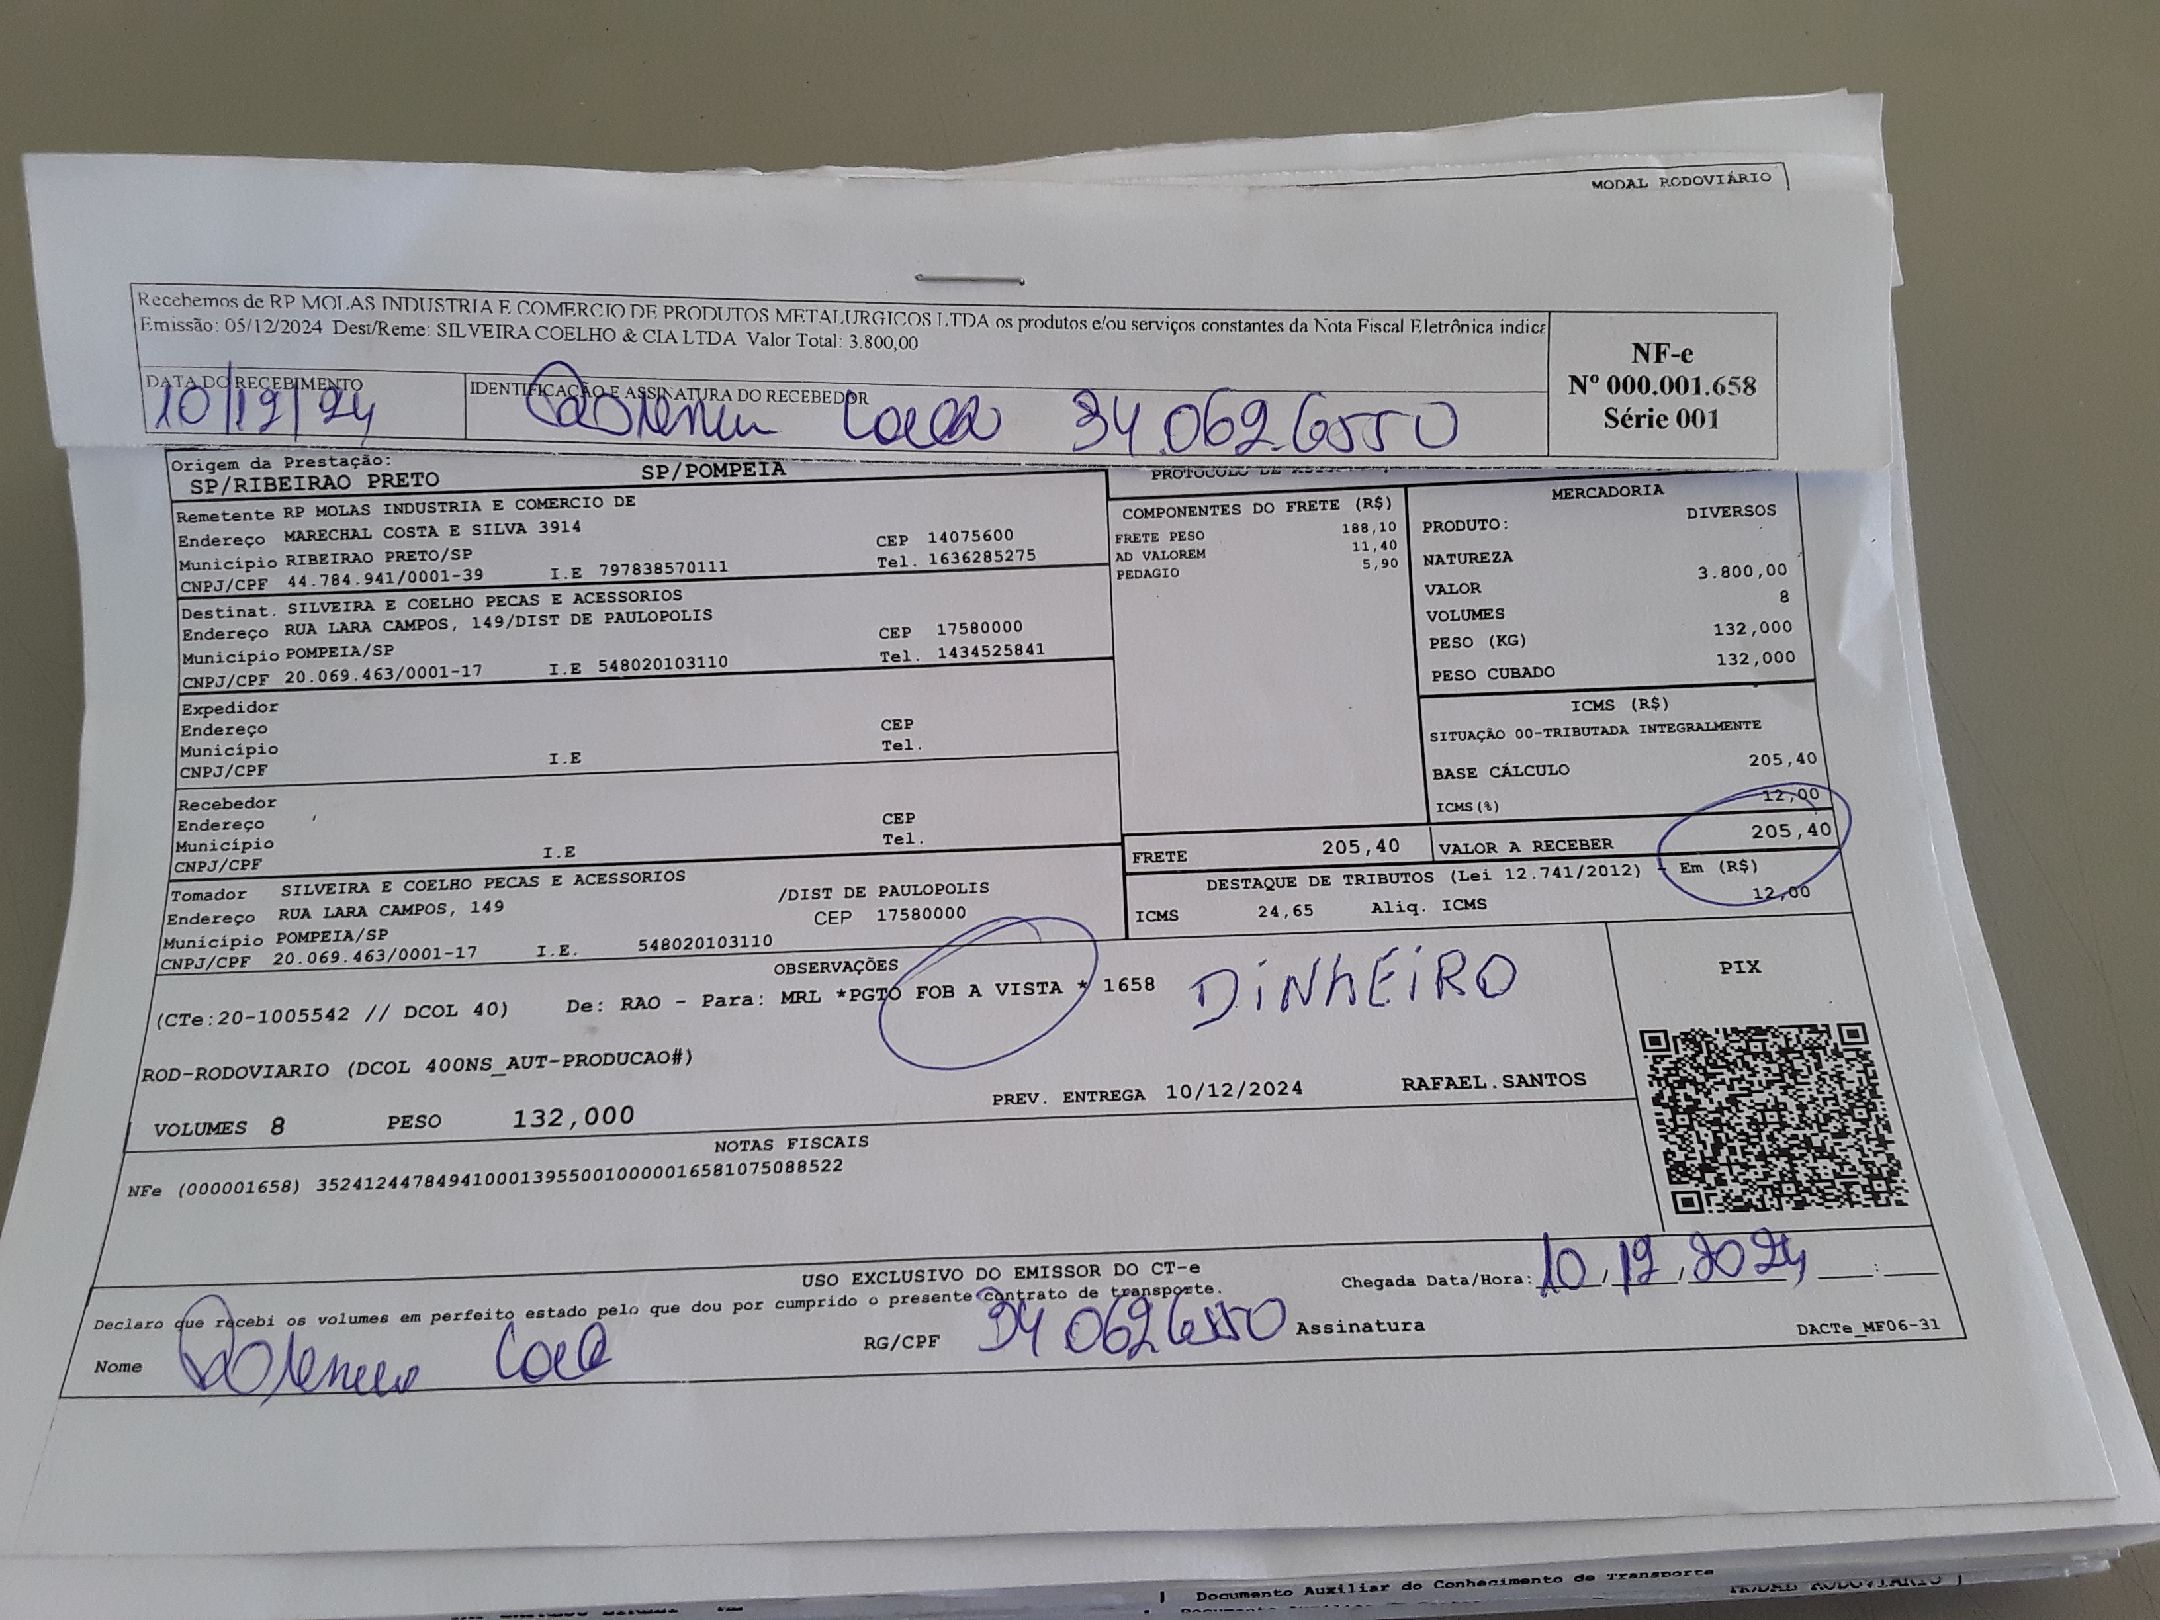 MODAL RODOVIÁRIO
Recebemos de RP MOLAS INDUSTRIA E COMERCIO DE PRODUTOS METALURGICOS LTDA os produtos e/ou serviços constantes da Nota Fiscal Eletrônica indica
Emissão: 05/12/2024 Dest/Reme: SILVEIRA COELHO & CIA LTDA Valor Total: 3.800,00
NF-e
Nº 000.001.658
Série 001
DATA DO RECEBIMENTO
10/12/24
IDENTIFICAÇÃO E ASSINATURA DO RECEBEDOR
34.062.6550
Origem da Prestação:
SP/RIBEIRAO PRETO SP/POMPEIA
Remetente RP MOLAS INDUSTRIA E COMERCIO DE
Endereço MARECHAL COSTA E SILVA 3914
Município RIBEIRAO PRETO/SP CEP 14075600
CNPJ/CPF 44.784.941/0001-39 I.E 797838570111 Tel. 1636285275
Destinat. SILVEIRA E COELHO PECAS E ACESSORIOS
Endereço RUA LARA CAMPOS, 149/DIST DE PAULOPOLIS
Município POMPEIA/SP CEP 17580000
CNPJ/CPF 20.069.463/0001-17 I.E 548020103110 Tel. 1434525841
Expedidor
Endereço
Município CEP
CNPJ/CPF I.E Tel.
Recebedor
Endereço
Município CEP
CNPJ/CPF I.E Tel.
Tomador SILVEIRA E COELHO PECAS E ACESSORIOS
Endereço RUA LARA CAMPOS, 149 /DIST DE PAULOPOLIS
Município POMPEIA/SP CEP 17580000
CNPJ/CPF 20.069.463/0001-17 I.E. 548020103110
PROTOCOLO DE
COMPONENTES DO FRETE (R$)
FRETE PESO 188,10
AD VALOREM 11,40
PEDAGIO 5,90
MERCADORIA
PRODUTO: DIVERSOS
NATUREZA
VALOR 3.800,00
VOLUMES 8
PESO (KG) 132,000
PESO CUBADO 132,000
ICMS (R$)
SITUAÇÃO 00-TRIBUTADA INTEGRALMENTE
BASE CÁLCULO 205,40
ICMS(%) 12,00
FRETE 205,40 VALOR A RECEBER 205,40
DESTAQUE DE TRIBUTOS (Lei 12.741/2012) - Em (R$)
ICMS 24,65 Aliq. ICMS 12,00
OBSERVAÇÕES
(CTe:20-1005542 // DCOL 40) De: RAO - Para: MRL *PGTO FOB A VISTA * 1658
DINHEIRO
ROD-RODOVIARIO (DCOL 400NS_AUT-PRODUCAO#)
PREV. ENTREGA 10/12/2024 RAFAEL.SANTOS
VOLUMES 8 PESO 132,000
PIX
NOTAS FISCAIS
NFe (000001658) 35241244784941000139550010000016581075088522
USO EXCLUSIVO DO EMISSOR DO CT-e
Declaro que recebi os volumes em perfeito estado pelo que dou por cumprido o presente contrato de transporte.
Chegada Data/Hora: 10/12/2024 :
Nome RG/CPF 34 062 6550 Assinatura
DACTe_MF06-31
Documento Auxiliar do Conhecimento de Transporte
MODAL RODOVIÁRIO